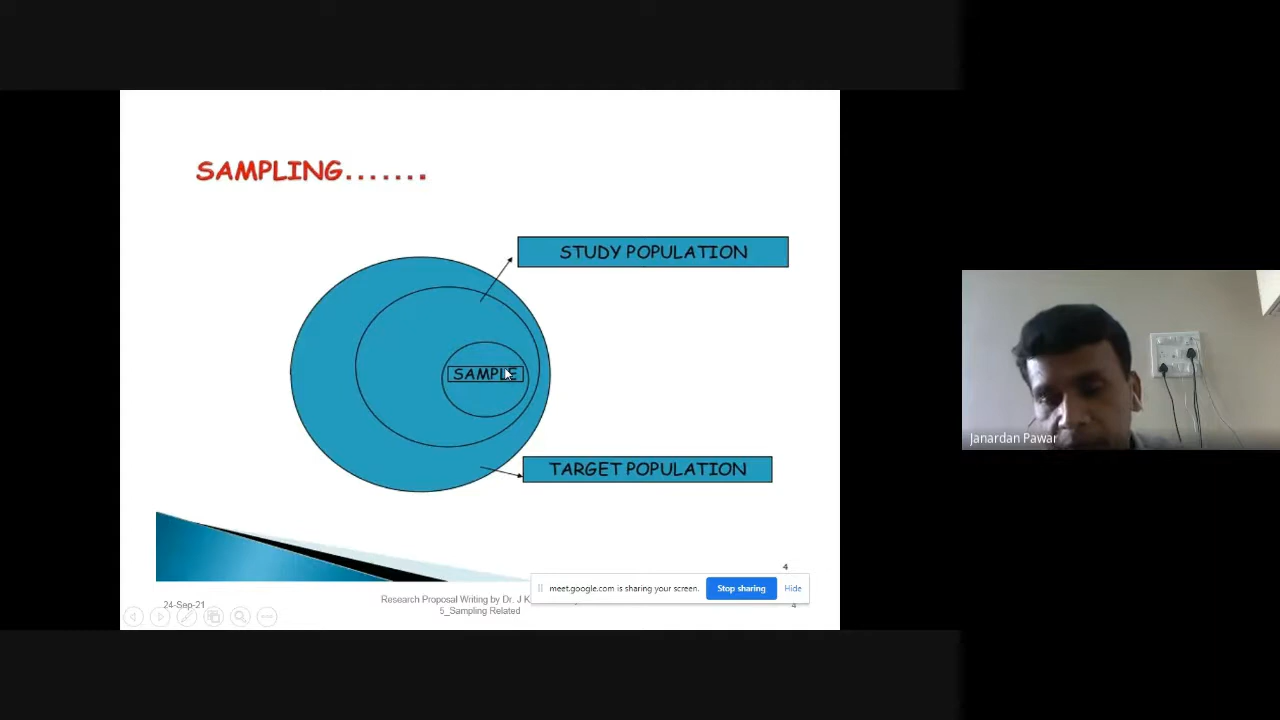 SAMPLING.......
STUDY POPULATION
SAMPLE
TARGET POPULATION
4
meet.google.com is sharing your screen.
Stop sharing
Hide
24-Sep-21
Research Proposal Writing by Dr. J K
5_Sampling Related
4
Janardan Pawar